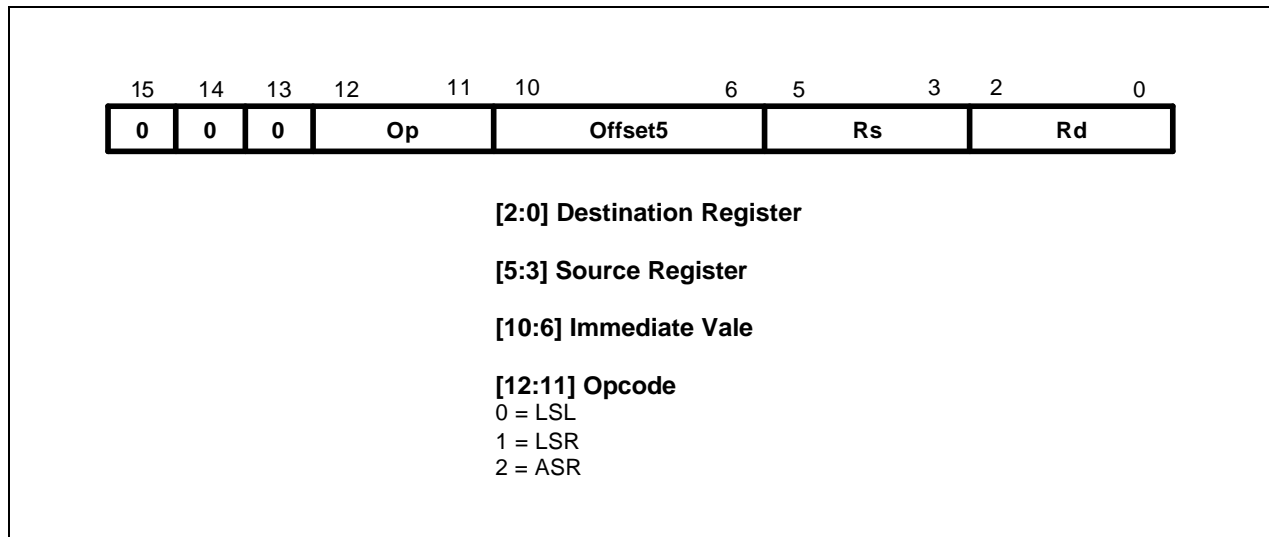 15 14 13 12 11 10 6 5 3 2 0
0 0 0 Op Offset5 Rs Rd
[2:0] Destination Register
[5:3] Source Register
[10:6] Immediate Vale
[12:11] Opcode
0 = LSL
1 = LSR
2 = ASR